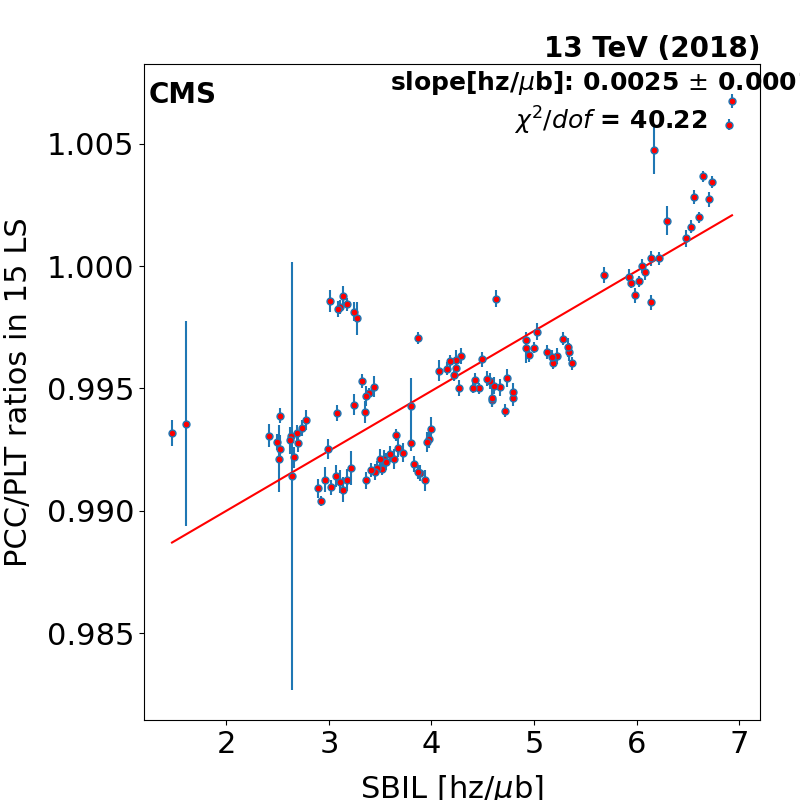 13 TeV (2018)
CMS
slope[hz/μb]: 0.0025 ± 0.000
χ²/dof = 40.22
PCC/PLT ratios in 15 LS
1.005
1.000
0.995
0.990
0.985
2 3 4 5 6 7
SBIL [hz/μb]